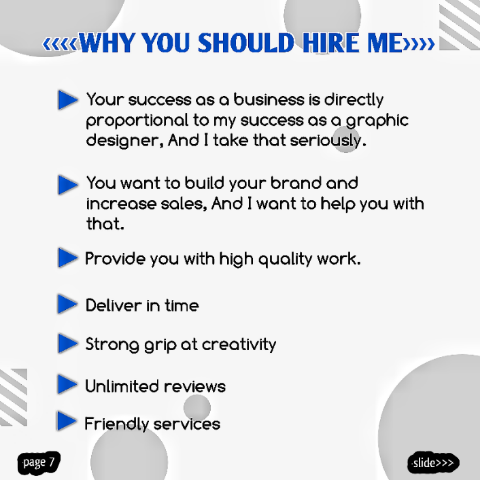 <<<<WHY YOU SHOULD HIRE ME>>>>
Your success as a business is directly
proportional to my success as a graphic
designer, And I take that seriously.
You want to build your brand and
increase sales, And I want to help you with
that.
Provide you with high quality work.
Deliver in time
Strong grip at creativity
Unlimited reviews
Friendly services
page 7
slide>>>